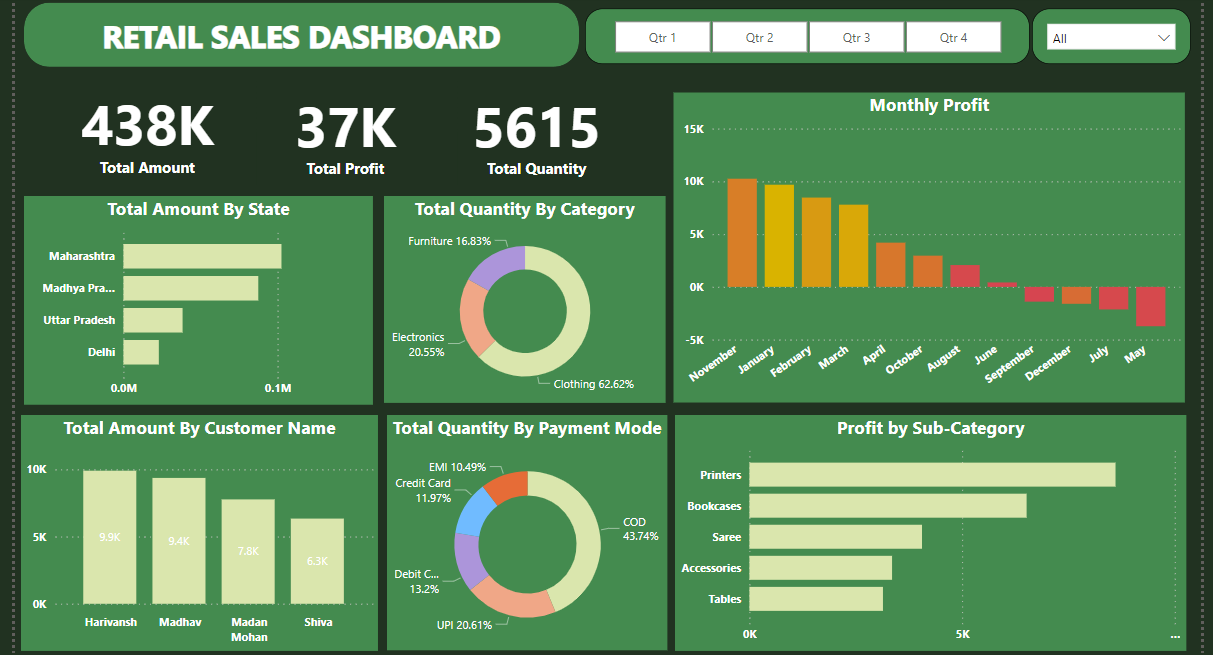 RETAIL SALES DASHBOARD
Qtr 1
Qtr 2
Qtr 3
Qtr 4
All
438K
Total Amount
37K
Total Profit
5615
Total Quantity
Monthly Profit
15K
10K
5K
0K
-5K
November
January
February
March
April
October
August
June
September
December
July
May
Total Amount By State
Maharashtra
Madhya Pra...
Uttar Pradesh
Delhi
0.0M
0.1M
Total Quantity By Category
Furniture 16.83%
Electronics
20.55%
Clothing 62.62%
Total Amount By Customer Name
10K
5K
0K
9.9K
9.4K
7.8K
6.3K
Harivansh
Madhav
Madan
Mohan
Shiva
Total Quantity By Payment Mode
EMI 10.49%
Credit Card
11.97%
COD
43.74%
Debit C...
13.2%
UPI 20.61%
Profit by Sub-Category
Printers
Bookcases
Saree
Accessories
Tables
0K
5K
...